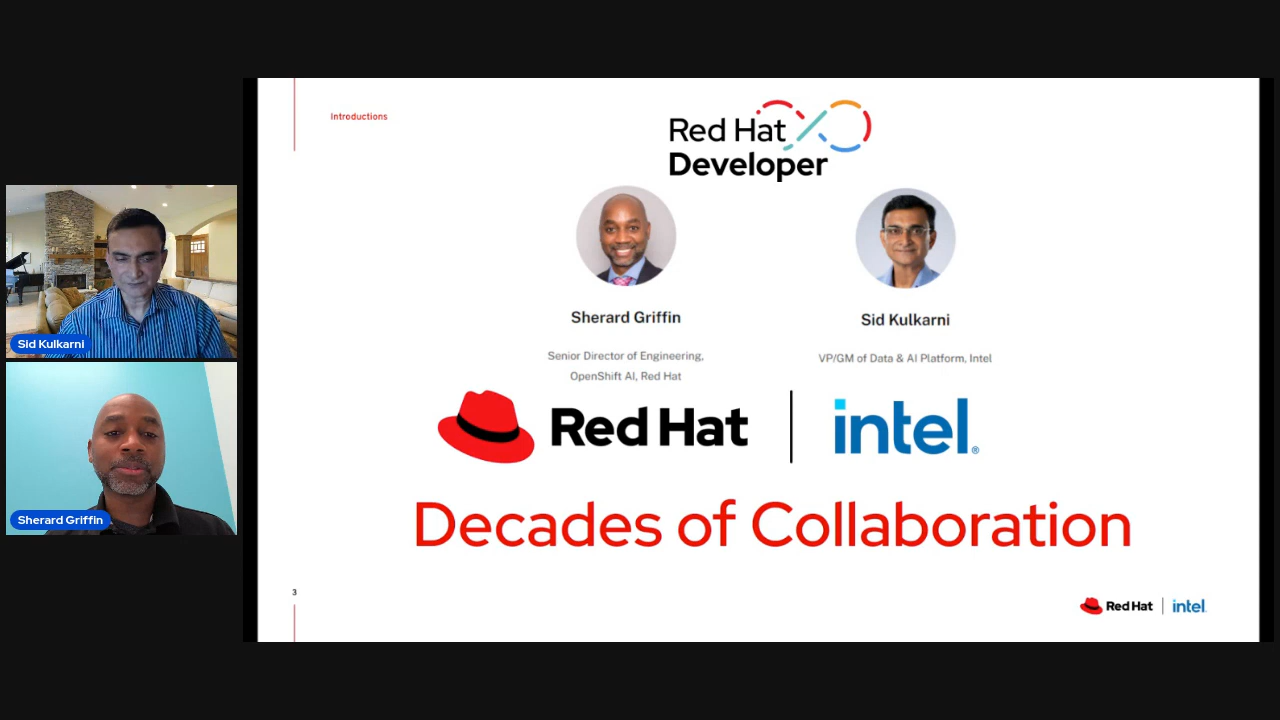 Introductions
Red Hat
Developer
Sherard Griffin
Senior Director of Engineering,
OpenShift AI, Red Hat
Sid Kulkarni
VP/GM of Data & AI Platform, Intel
Red Hat
intel®
Decades of Collaboration
3
Red Hat
intel
Sid Kulkarni
Sherard Griffin